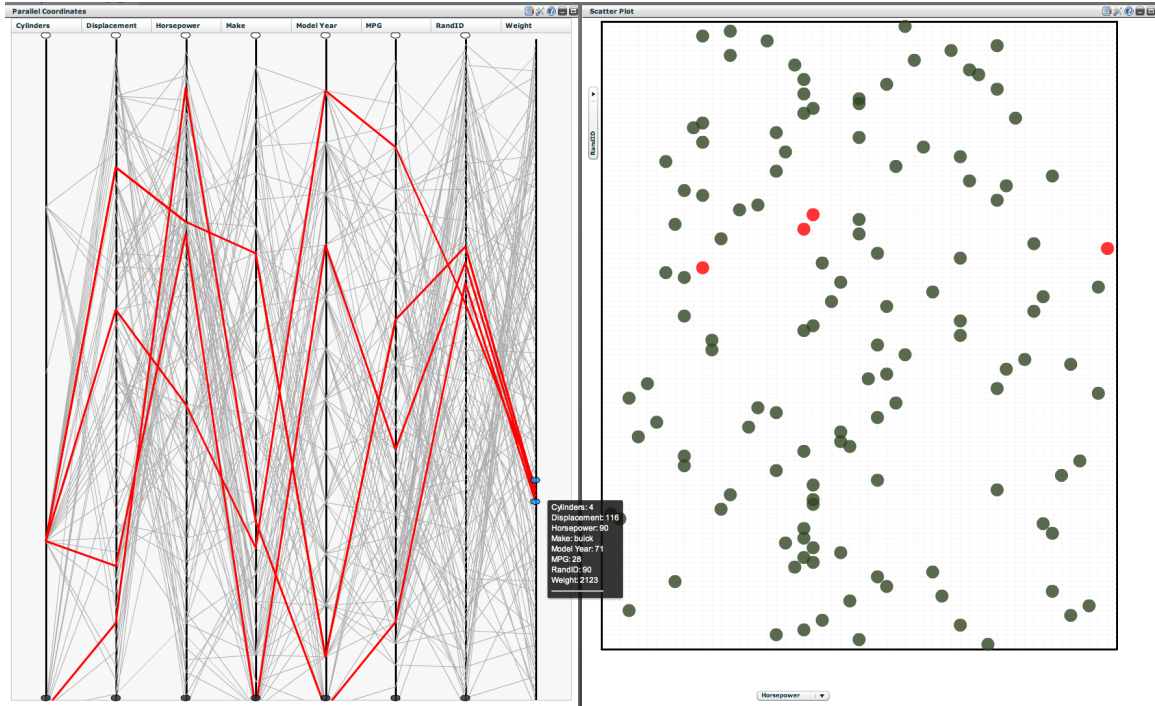 Parallel Coordinates
Cylinders Displacement Horsepower Make Model Year MPG RandID Weight
Cylinders: 4
Displacement: 116
Horsepower: 90
Make: buick
Model Year: 71
MPG: 28
RandID: 90
Weight: 2123
Scatter Plot
RandID
Horsepower